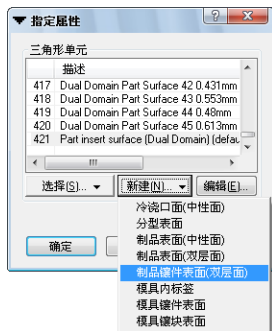 指定属性
三角形单元
描述
417 Dual Domain Part Surface 42 0.431mm
418 Dual Domain Part Surface 43 0.553mm
419 Dual Domain Part Surface 44 0.48mm
420 Dual Domain Part Surface 45 0.613mm
421 Part insert surface (Dual Domain) (defau
选择(S)... 新建(N)... 编辑(E)...
冷浇口面(中性面)
分型表面
确定 制品表面(中性面)
制品表面(双层面)
制品镶件表面(双层面)
模具内标签
模具镶件表面
模具镶块表面